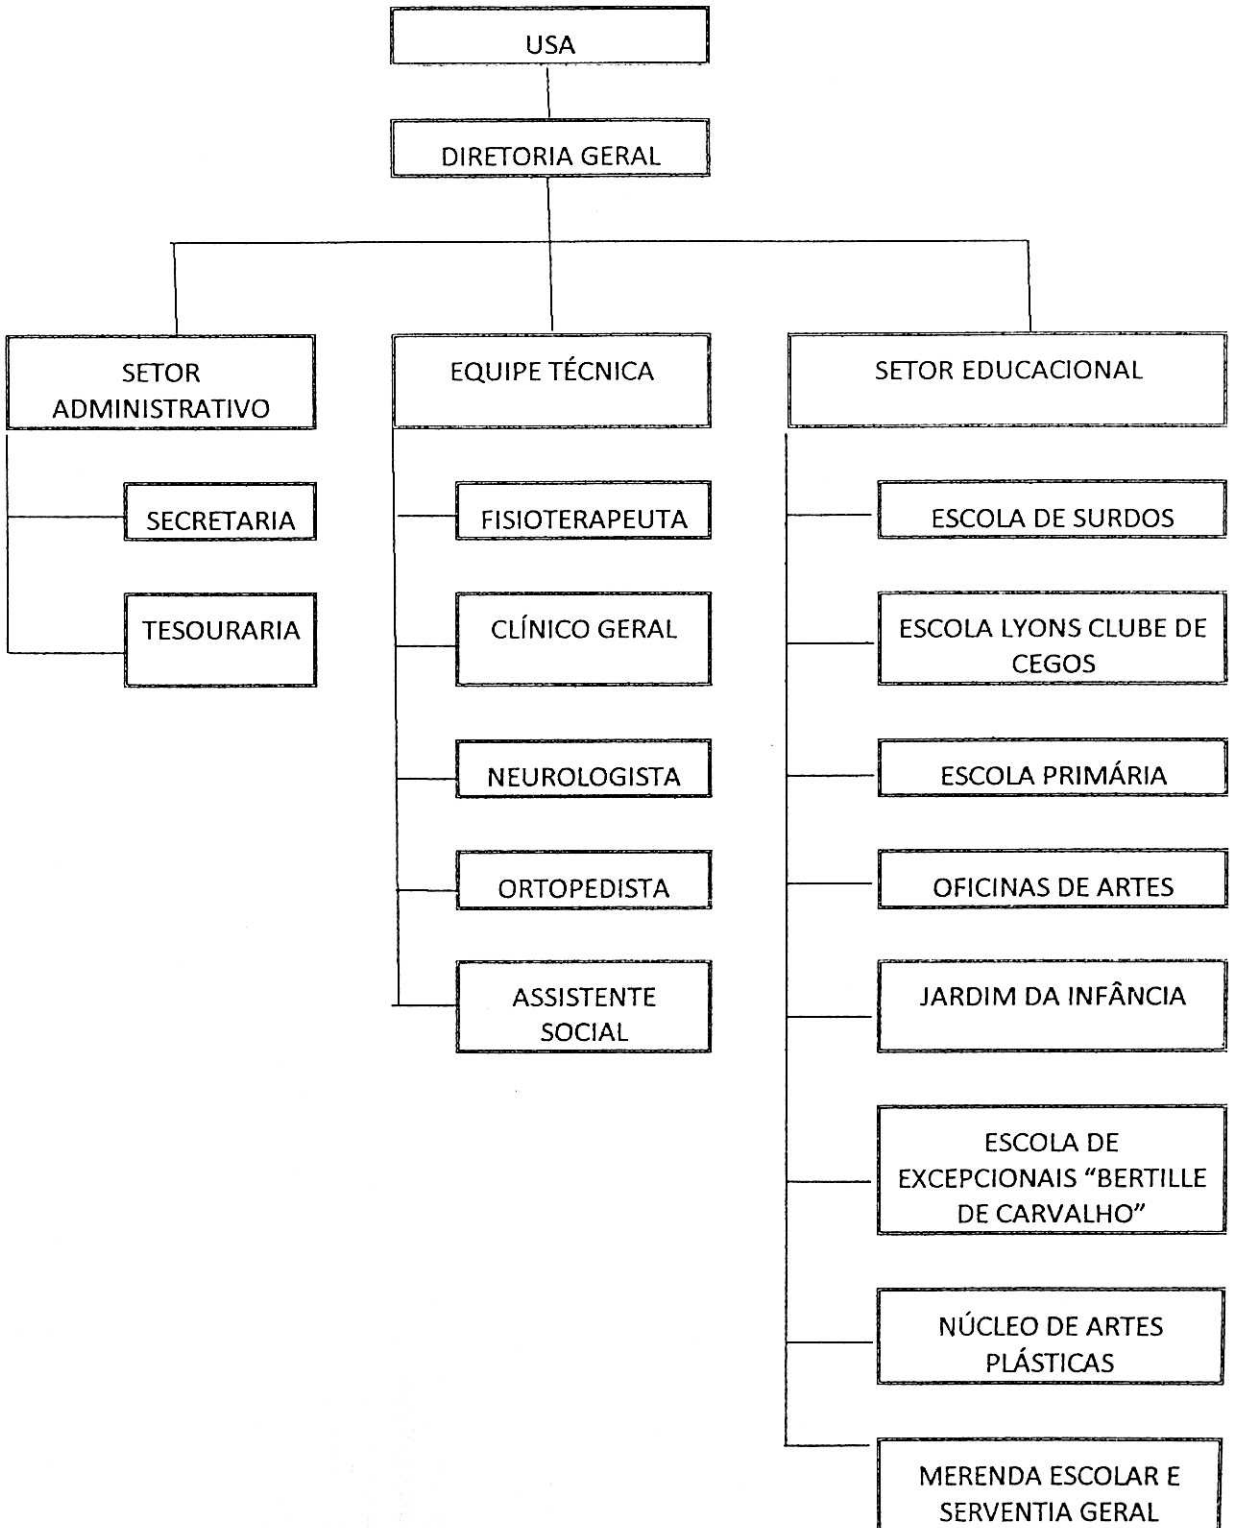 USA
DIRETORIA GERAL
SETOR
ADMINISTRATIVO
SECRETARIA
TESOURARIA
EQUIPE TÉCNICA
FISIOTERAPEUTA
CLÍNICO GERAL
NEUROLOGISTA
ORTOPEDISTA
ASSISTENTE
SOCIAL
SETOR EDUCACIONAL
ESCOLA DE SURDOS
ESCOLA LYONS CLUBE DE
CEGOS
ESCOLA PRIMÁRIA
OFICINAS DE ARTES
JARDIM DA INFÂNCIA
ESCOLA DE
EXCEPCIONAIS “BERTILLE
DE CARVALHO”
NÚCLEO DE ARTES
PLÁSTICAS
MERENDA ESCOLAR E
SERVENTIA GERAL